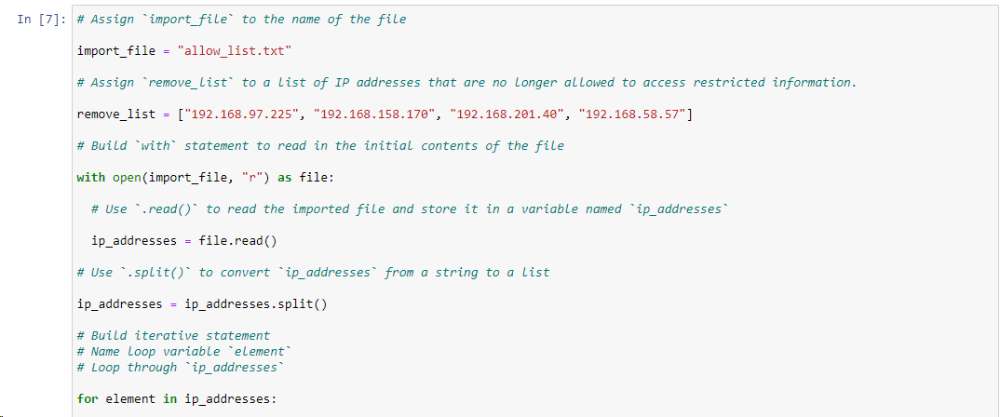 In [7]: # Assign `import_file` to the name of the file
import_file = "allow_list.txt"
# Assign `remove_list` to a list of IP addresses that are no longer allowed to access restricted information.
remove_list = ["192.168.97.225", "192.168.158.170", "192.168.201.40", "192.168.58.57"]
# Build `with` statement to read in the initial contents of the file
with open(import_file, "r") as file:
# Use `.read()` to read the imported file and store it in a variable named `ip_addresses`
ip_addresses = file.read()
# Use `.split()` to convert `ip_addresses` from a string to a list
ip_addresses = ip_addresses.split()
# Build iterative statement
# Name loop variable `element`
# Loop through `ip_addresses`
for element in ip_addresses: